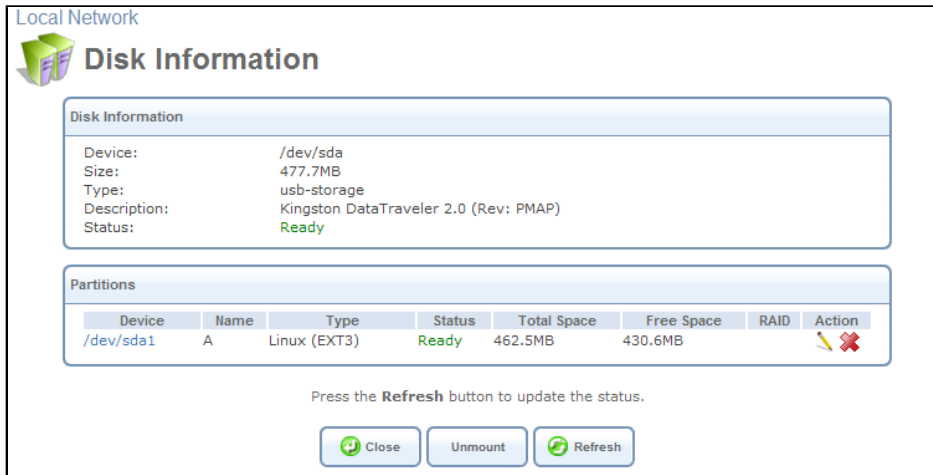 Local Network
Disk Information
Disk Information
Device: /dev/sda
Size: 477.7MB
Type: usb-storage
Description: Kingston DataTraveler 2.0 (Rev: PMAP)
Status: Ready
Partitions
Device Name Type Status Total Space Free Space RAID Action
/dev/sda1 A Linux (EXT3) Ready 462.5MB 430.6MB
Press the Refresh button to update the status.
Close Unmount Refresh